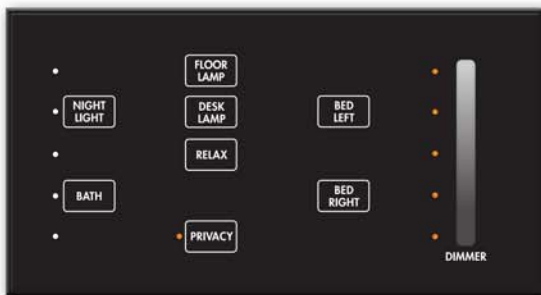 FLOOR
LAMP
NIGHT
LIGHT
DESK
LAMP
BED
LEFT
RELAX
BATH
BED
RIGHT
PRIVACY
DIMMER